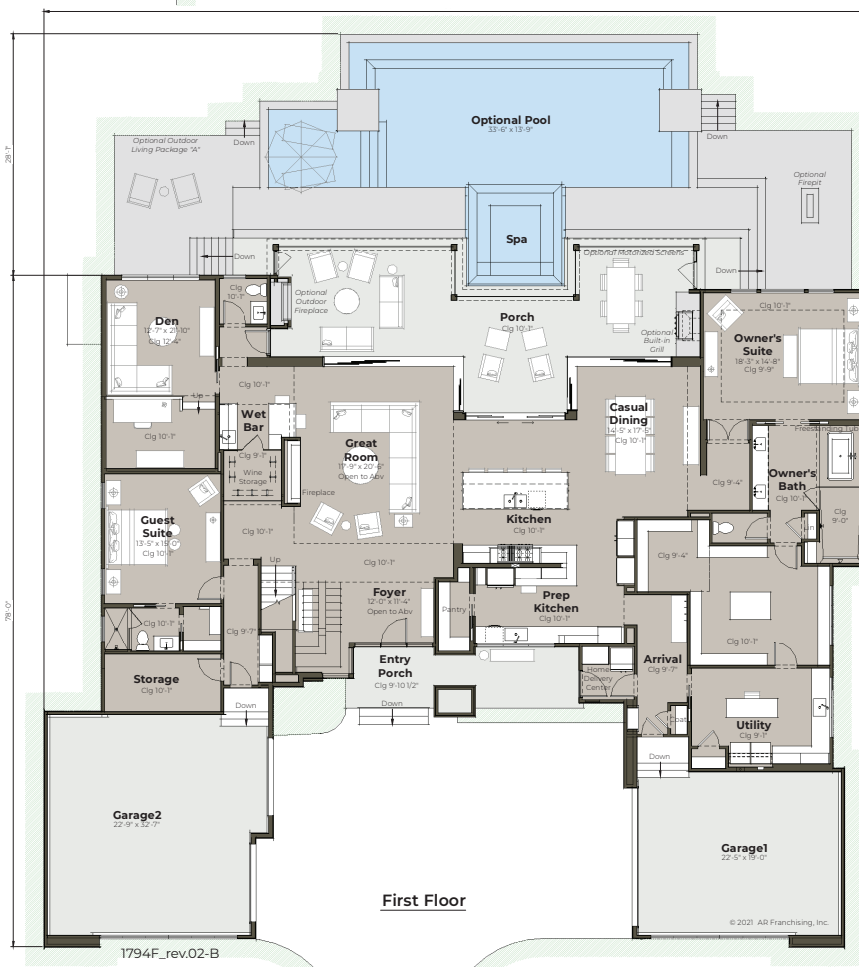 28'-1"
78'-0"
Optional Pool
33'-6" x 13'-9"
Down
Down
Optional Outdoor
Living Package "A"
Optional
Firepit
Spa
Down
Optional Motorized Screens
Down
Clg
10'-1"
Optional
Outdoor
Fireplace
Porch
Clg 10'-1"
Optional
Built-in
Grill
Clg 10'-1"
Den
Clg 12'-4"
Owner's
Suite
18'-3" x 14'-8"
Clg 9'-9"
Up
Clg 10'-1"
Clg 10'-1"
Wet
Bar
Clg 9'-1"
Wine
Storage
Fireplace
Great
Room
Open to Abv
Casual
Dining
14'-5" x 17'-5"
Clg 10'-1"
Freestanding Tub
Owner's
Bath
Clg 10'-1"
Clg 9'-4"
Clg
9'-0"
Guest
Suite
13'-5" x 15'-0"
Clg 10'-1"
Clg 10'-1"
Kitchen
Clg 10'-1"
Clg 9'-4"
Up
Clg 10'-1"
Foyer
12'-0" x 11'-4"
Open to Abv
Pantry
Prep
Kitchen
Clg 10'-1"
Clg 10'-1"
Clg 9'-7"
Clg 10'-1"
Entry
Porch
Clg 9'-10 1/2"
Home
Delivery
Center
Arrival
Clg 9'-7"
Storage
Clg 10'-1"
Down
Down
Coat
Utility
Clg 9'-1"
Down
Garage2
22'-9" x 32'-7"
Garage1
22'-5" x 19'-0"
First Floor
© 2021 AR Franchising, Inc.
1794F_rev.02-B